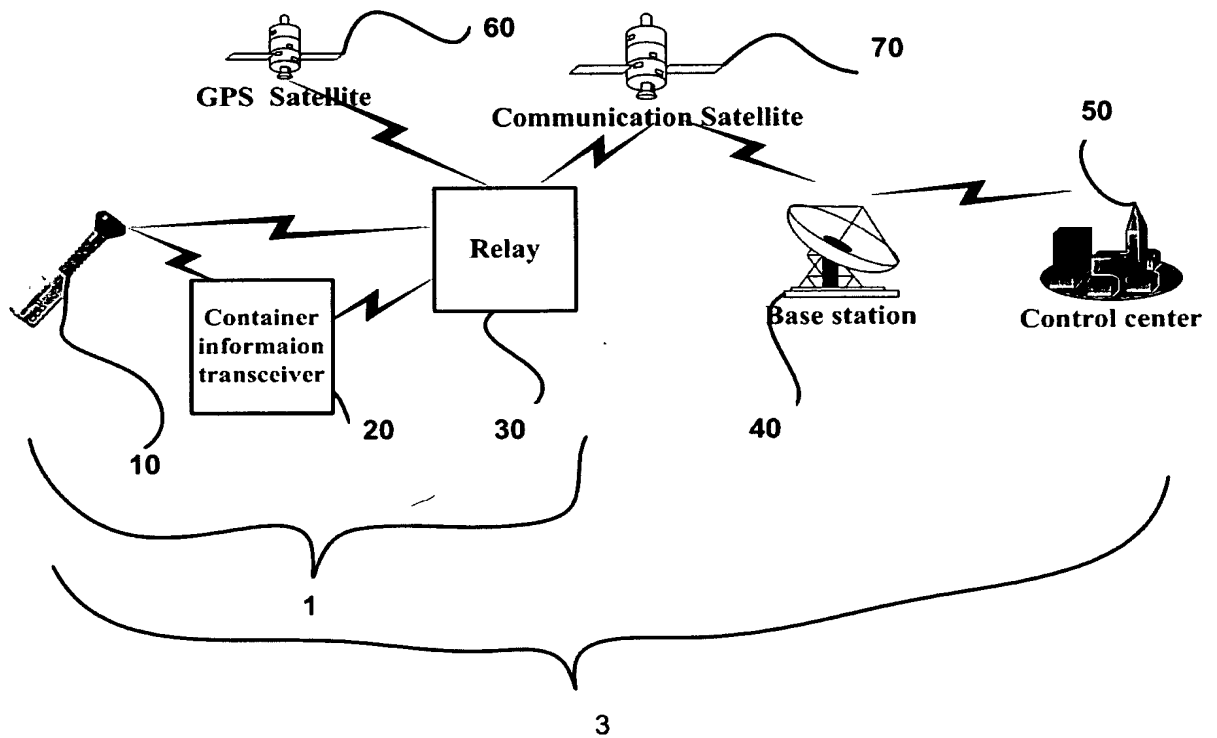 60
70
GPS Satellite
Communication Satellite
50
Relay
Container
informaion
transceiver
Base station
Control center
20
30
40
10
1
3